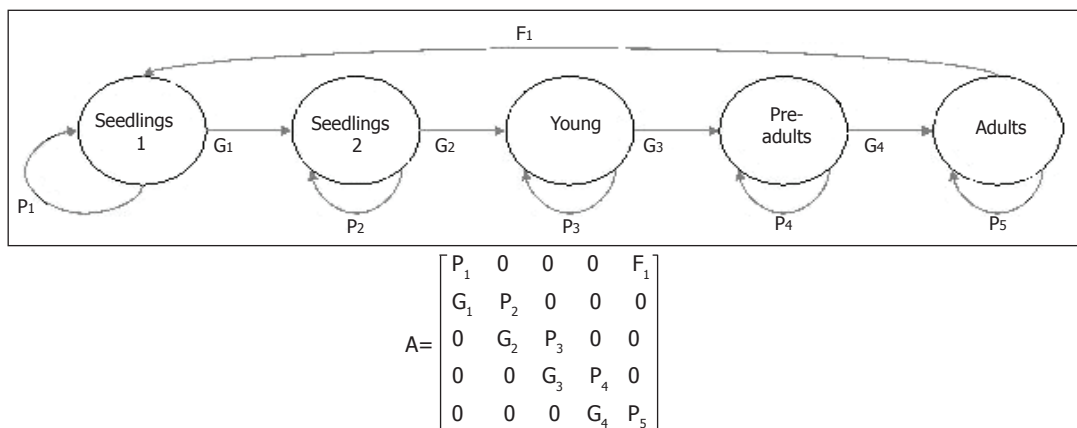 F1
Seedlings
1
G1
Seedlings
2
G2
Young
G3
Pre-
adults
G4
Adults
P1
P2
P3
P4
P5
A=
P1 0 0 0 F1
G1 P2 0 0 0
0 G2 P3 0 0
0 0 G3 P4 0
0 0 0 G4 P5